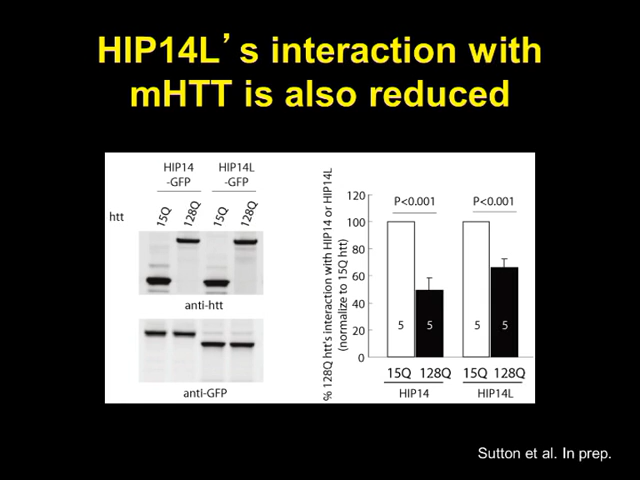 HIP14L's interaction with
mHTT is also reduced
HIP14
-GFP
HIP14L
-GFP
htt
15Q
128Q
15Q
128Q
anti-htt
anti-GFP
% 128Q htt's interaction with HIP14 or HIP14L
(normalize to 15Q htt)
120
100
80
60
40
20
0
P<0.001
P<0.001
5
5
5
5
15Q 128Q
15Q 128Q
HIP14
HIP14L
Sutton et al. In prep.